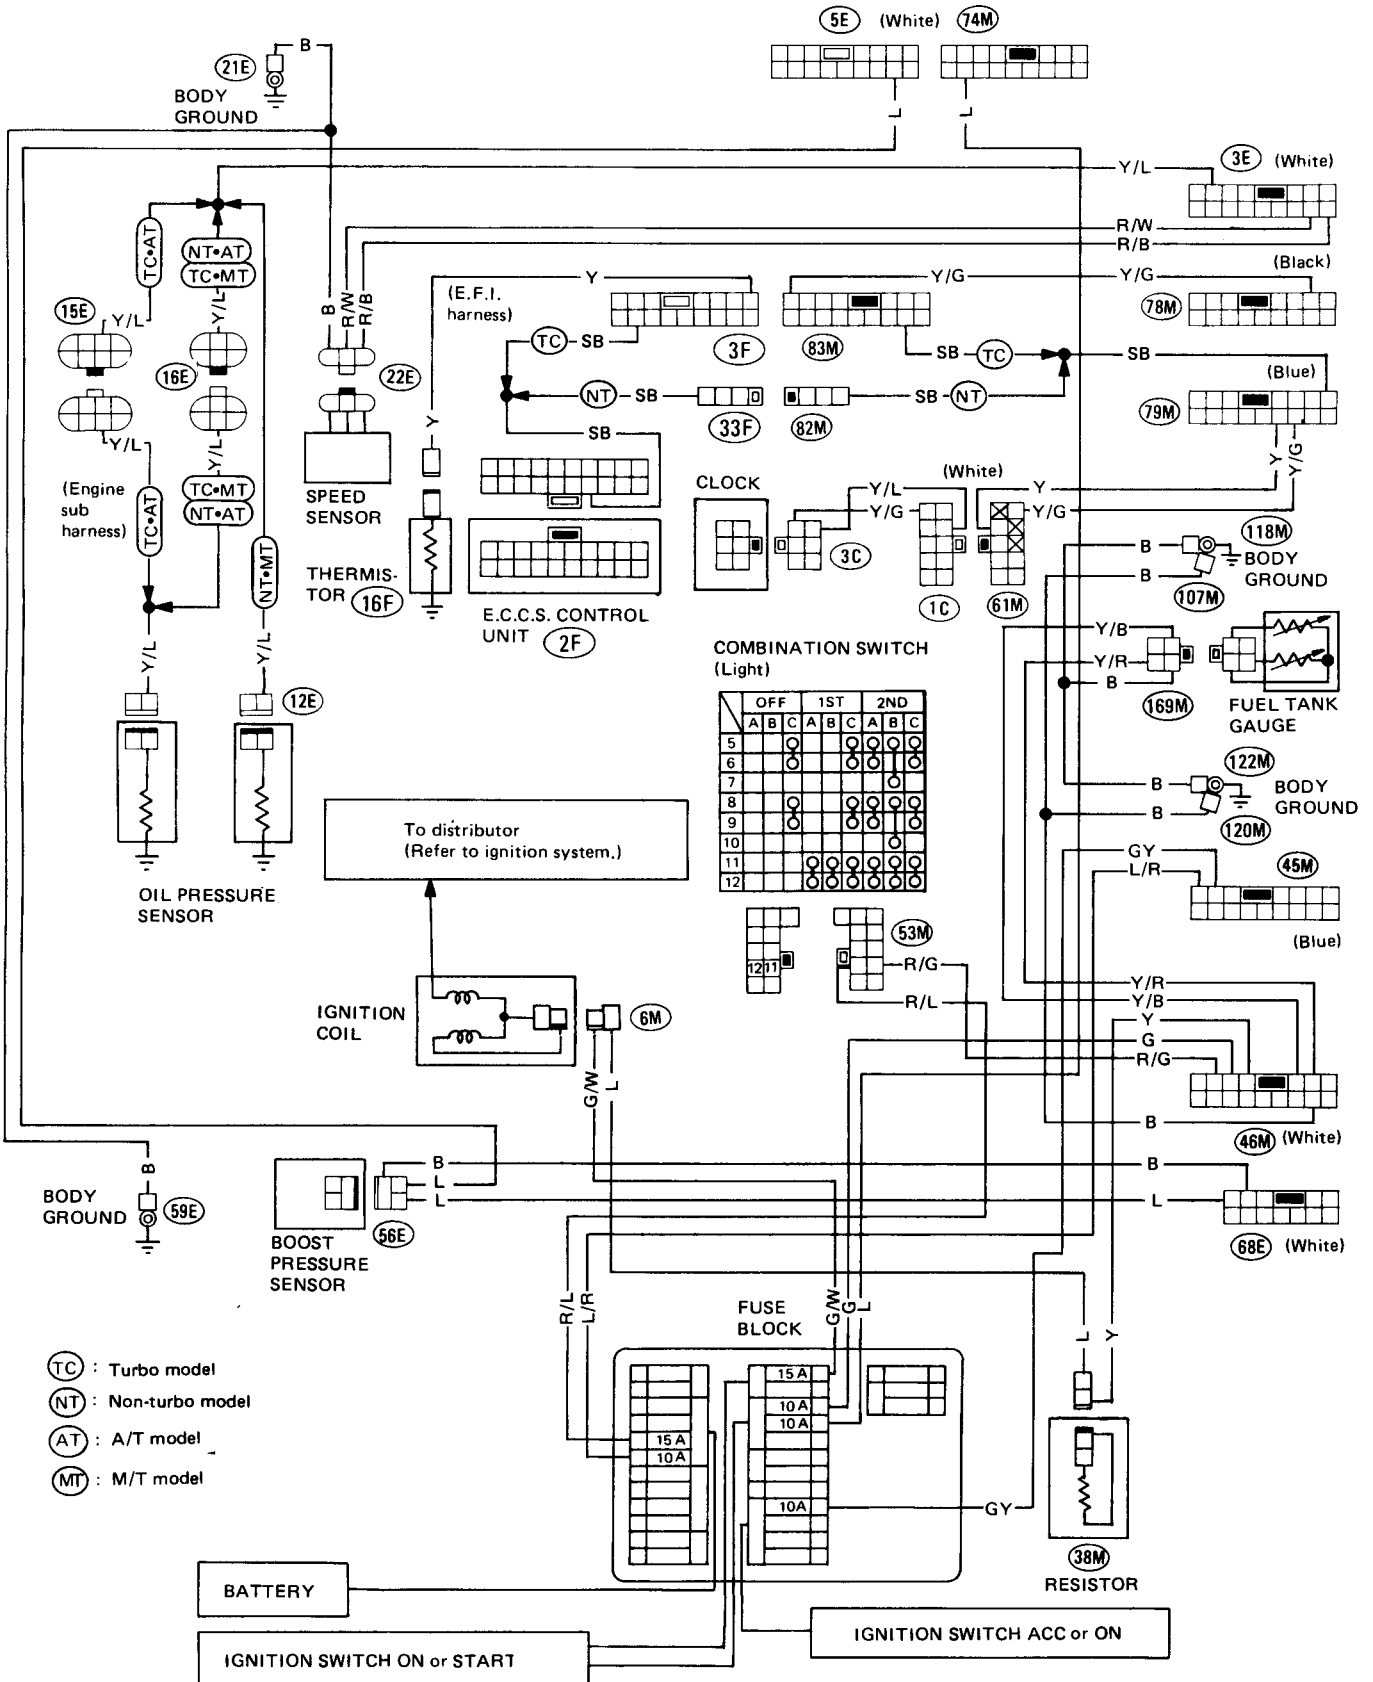 5E (White) 74M
B
21E
BODY
GROUND
L L
3E (White)
Y/L
R/W
R/B
TC•AT
NT•AT
TC•MT
(Black)
Y Y/G Y/G
(E.F.I.
harness)
15E
Y/L Y/L B R/W R/B
78M
TC SB 3F 83M SB TC SB
16E 22E
(Blue)
NT SB SB NT
33F 82M 79M
Y
SB
Y/L Y/L
Y Y/G
(Engine
sub
harness)
TC•MT
NT•AT
TC•AT
SPEED
SENSOR
CLOCK
(White)
Y/L Y
Y/G Y/G
118M
3C
B
BODY
GROUND
B
NT•MT
THERMIS-
TOR 16F
E.C.C.S. CONTROL
UNIT 2F
1C 61M 107M
Y/B
COMBINATION SWITCH
(Light)
Y/L Y/L
Y/R
B
12E
169M FUEL TANK
GAUGE
OFF 1ST 2ND
A B C A B C A B C
5
6
7
8
9
10
11
12
122M
B BODY
GROUND
B
120M
To distributor
(Refer to ignition system.)
GY
L/R 45M
OIL PRESSURE
SENSOR
(Blue)
53M
12 11
R/G
R/L
Y/R
Y/B
Y
G
R/G
IGNITION
COIL
6M
G/W L
B
46M (White)
B B
L
L L
B
BODY
GROUND 59E
56E
68E (White)
BOOST
PRESSURE
SENSOR
R/L L/R
G/W G L
FUSE
BLOCK
L Y
TC : Turbo model
NT : Non-turbo model
AT : A/T model
MT : M/T model
15 A
10 A
10 A
15 A
10 A
10A
GY
38M
RESISTOR
BATTERY
IGNITION SWITCH ACC or ON
IGNITION SWITCH ON or START